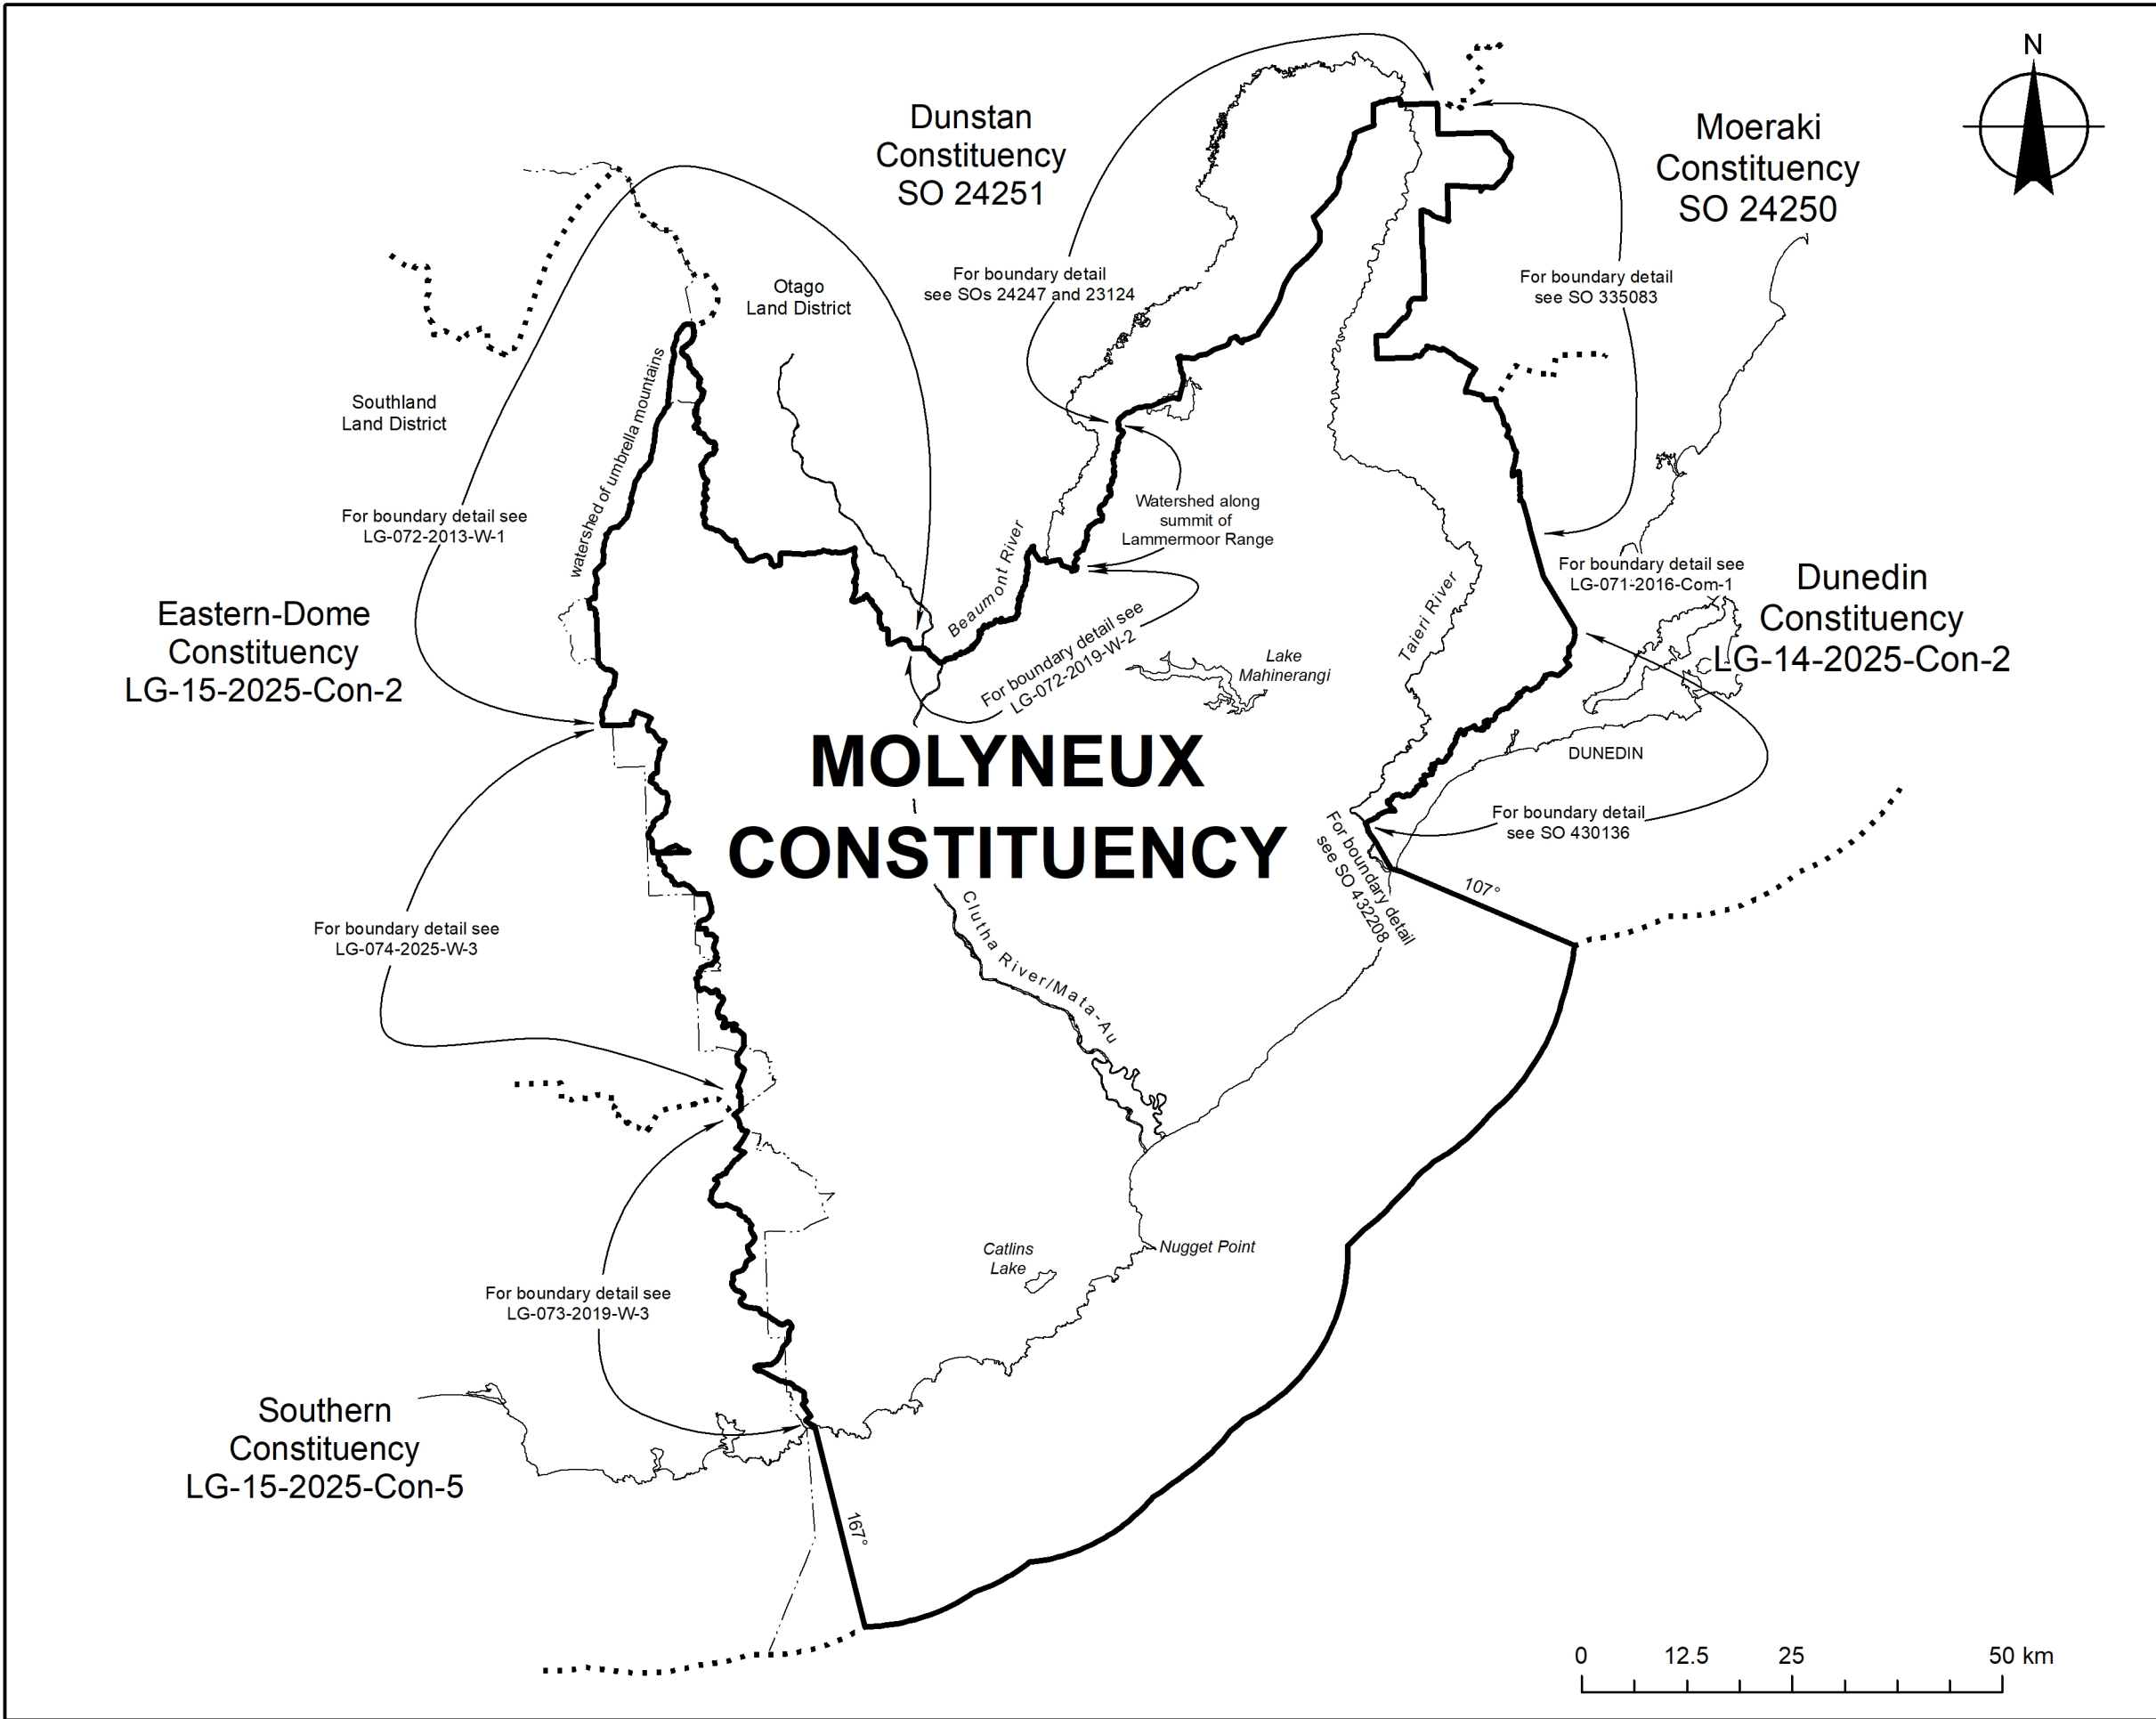 N
Dunstan
Constituency
SO 24251
Moeraki
Constituency
SO 24250
Otago
Land District
For boundary detail
see SOs 24247 and 23124
For boundary detail
see SO 335083
Southland
Land District
watershed of umbrella mountains
For boundary detail see
LG-072-2013-W-1
Watershed along
summit of
Lammermoor Range
Beaumont River
Taieri River
For boundary detail see
LG-071-2016-Com-1
Dunedin
Constituency
LG-14-2025-Con-2
Eastern-Dome
Constituency
LG-15-2025-Con-2
For boundary detail see
LG-072-2019-W-2
Lake
Mahinerangi
MOLYNEUX
CONSTITUENCY
DUNEDIN
For boundary detail
see SO 430136
For boundary detail
see SO 432208
107°
Clutha River/Mata-Au
For boundary detail see
LG-074-2025-W-3
Catlins
Lake
Nugget Point
For boundary detail see
LG-073-2019-W-3
Southern
Constituency
LG-15-2025-Con-5
167°
0 12.5 25 50 km